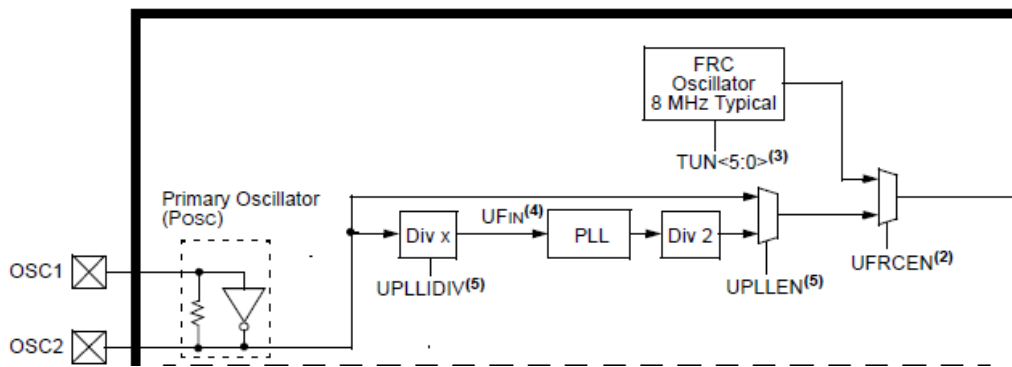 FRC
Oscillator
8 MHz Typical
TUN<5:0>(3)
Primary Oscillator
(POSC)
UFIN(4)
Div x
PLL
Div 2
UFRCEN(2)
OSC1
UPLLIDIV(5)
UPLLEN(5)
OSC2